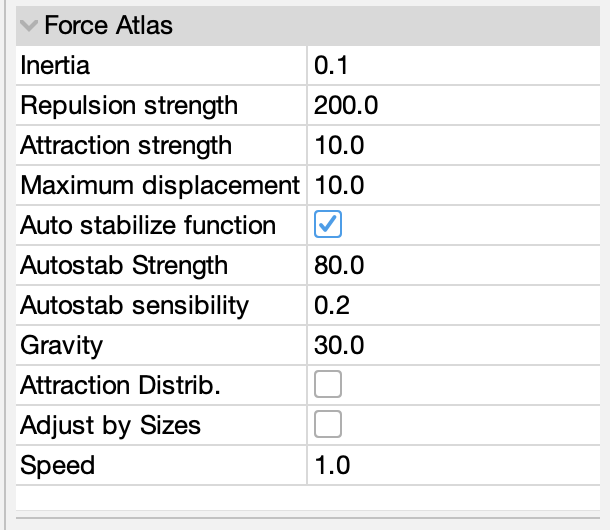 Force Atlas
Inertia 0.1
Repulsion strength 200.0
Attraction strength 10.0
Maximum displacement 10.0
Auto stabilize function
Autostab Strength 80.0
Autostab sensibility 0.2
Gravity 30.0
Attraction Distrib.
Adjust by Sizes
Speed 1.0